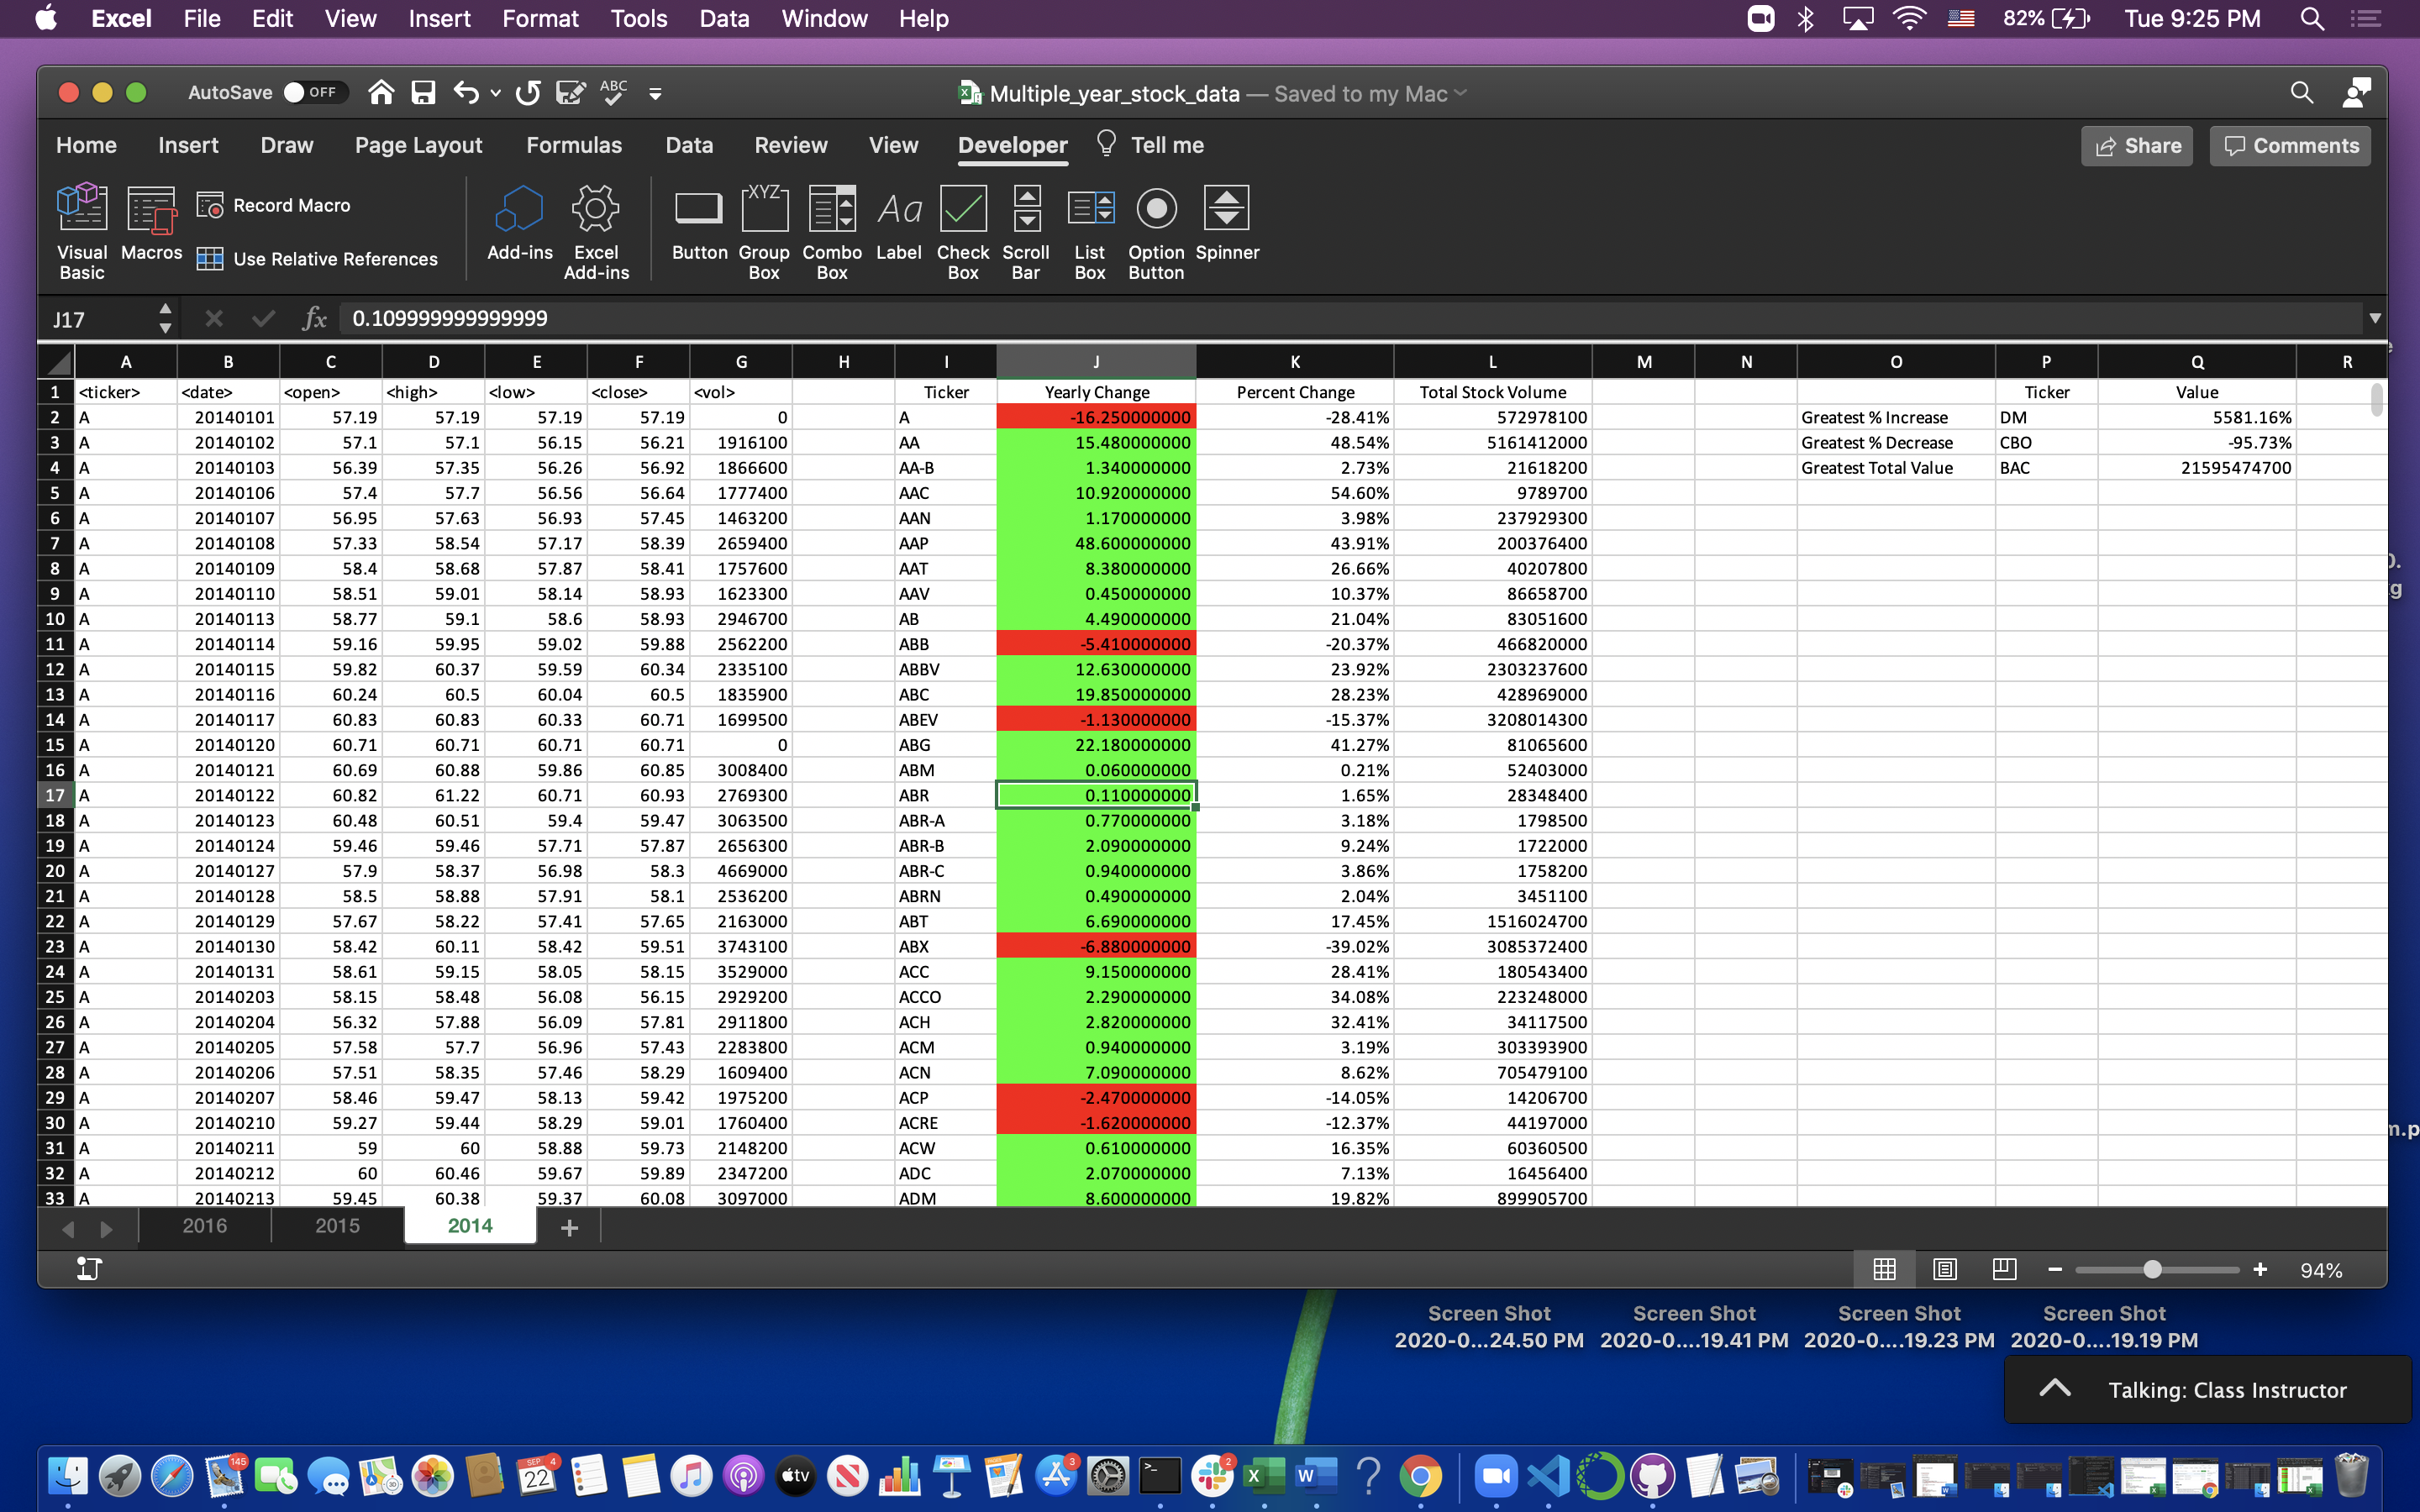 Excel File Edit View Insert Format Tools Data Window Help 82% Tue 9:25 PM
AutoSave OFF ABC Multiple_year_stock_data — Saved to my Mac
Home Insert Draw Page Layout Formulas Data Review View Developer Tell me Share Comments
Visual Basic Macros Record Macro Use Relative References Add-ins Excel Add-ins Button XYZ Group Box Combo Box Aa Label Check Box Scroll Bar List Box Option Button Spinner
J17 fx 0.109999999999999
A B C D E F G H I J K L M N O P Q R
1 <ticker> <date> <open> <high> <low> <close> <vol> Ticker Yearly Change Percent Change Total Stock Volume Ticker Value
2 A 20140101 57.19 57.19 57.19 57.19 0 A -16.250000000 -28.41% 572978100 Greatest % Increase DM 5581.16%
3 A 20140102 57.1 57.1 56.15 56.21 1916100 AA 15.480000000 48.54% 5161412000 Greatest % Decrease CBO -95.73%
4 A 20140103 56.39 57.35 56.26 56.92 1866600 AA-B 1.340000000 2.73% 21618200 Greatest Total Value BAC 21595474700
5 A 20140106 57.4 57.7 56.56 56.64 1777400 AAC 10.920000000 54.60% 9789700
6 A 20140107 56.95 57.63 56.93 57.45 1463200 AAN 1.170000000 3.98% 237929300
7 A 20140108 57.33 58.54 57.17 58.39 2659400 AAP 48.600000000 43.91% 200376400
8 A 20140109 58.4 58.68 57.87 58.41 1757600 AAT 8.380000000 26.66% 40207800
9 A 20140110 58.51 59.01 58.14 58.93 1623300 AAV 0.450000000 10.37% 86658700
10 A 20140113 58.77 59.1 58.6 58.93 2946700 AB 4.490000000 21.04% 83051600
11 A 20140114 59.16 59.95 59.02 59.88 2562200 ABB -5.410000000 -20.37% 466820000
12 A 20140115 59.82 60.37 59.59 60.34 2335100 ABBV 12.630000000 23.92% 2303237600
13 A 20140116 60.24 60.5 60.04 60.5 1835900 ABC 19.850000000 28.23% 428969000
14 A 20140117 60.83 60.83 60.33 60.71 1699500 ABEV -1.130000000 -15.37% 3208014300
15 A 20140120 60.71 60.71 60.71 60.71 0 ABG 22.180000000 41.27% 81065600
16 A 20140121 60.69 60.88 59.86 60.85 3008400 ABM 0.060000000 0.21% 52403000
17 A 20140122 60.82 61.22 60.71 60.93 2769300 ABR 0.110000000 1.65% 28348400
18 A 20140123 60.48 60.51 59.4 59.47 3063500 ABR-A 0.770000000 3.18% 1798500
19 A 20140124 59.46 59.46 57.71 57.87 2656300 ABR-B 2.090000000 9.24% 1722000
20 A 20140127 57.9 58.37 56.98 58.3 4669000 ABR-C 0.940000000 3.86% 1758200
21 A 20140128 58.5 58.88 57.91 58.1 2536200 ABRN 0.490000000 2.04% 3451100
22 A 20140129 57.67 58.22 57.41 57.65 2163000 ABT 6.690000000 17.45% 1516024700
23 A 20140130 58.42 60.11 58.42 59.51 3743100 ABX -6.880000000 -39.02% 3085372400
24 A 20140131 58.61 59.15 58.05 58.15 3529000 ACC 9.150000000 28.41% 180543400
25 A 20140203 58.15 58.48 56.08 56.15 2929200 ACCO 2.290000000 34.08% 223248000
26 A 20140204 56.32 57.88 56.09 57.81 2911800 ACH 2.820000000 32.41% 34117500
27 A 20140205 57.58 57.7 56.96 57.43 2283800 ACM 0.940000000 3.19% 303393900
28 A 20140206 57.51 58.35 57.46 58.29 1609400 ACN 7.090000000 8.62% 705479100
29 A 20140207 58.46 59.47 58.13 59.42 1975200 ACP -2.470000000 -14.05% 14206700
30 A 20140210 59.27 59.44 58.29 59.01 1760400 ACRE -1.620000000 -12.37% 44197000
31 A 20140211 59 60 58.88 59.73 2148200 ACW 0.610000000 16.35% 60360500
32 A 20140212 60 60.46 59.67 59.89 2347200 ADC 2.070000000 7.13% 16456400
33 A 20140213 59.45 60.38 59.37 60.08 3097000 ADM 8.600000000 19.82% 899905700
2016 2015 2014
94%
Screen Shot Screen Shot Screen Shot Screen Shot
2020-0...24.50 PM 2020-0....19.41 PM 2020-0....19.23 PM 2020-0....19.19 PM
Talking: Class Instructor
145 SEP 22 4 tv 3 2 X W